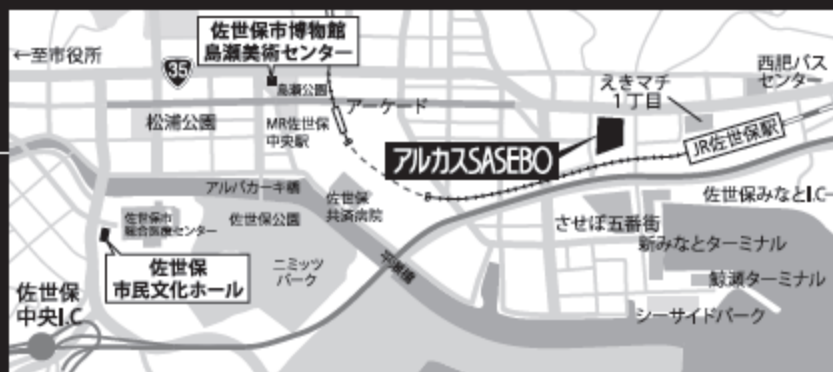 佐世保市博物館
島瀬美術センター
←至市役所
35
島瀬公園
アーケード
えきマチ
1丁目
西肥バス
センター
松浦公園
MR佐世保
中央駅
アルカスSASEBO
JR佐世保駅
アルバカーキ橋
佐世保
共済病院
佐世保みなとI.C
佐世保市
総合医療センター
佐世保公園
させぼ五番街
新みなとターミナル
佐世保
市民文化ホール
ニミッツ
パーク
平瀬橋
鯨瀬ターミナル
佐世保
中央I.C
シーサイドパーク